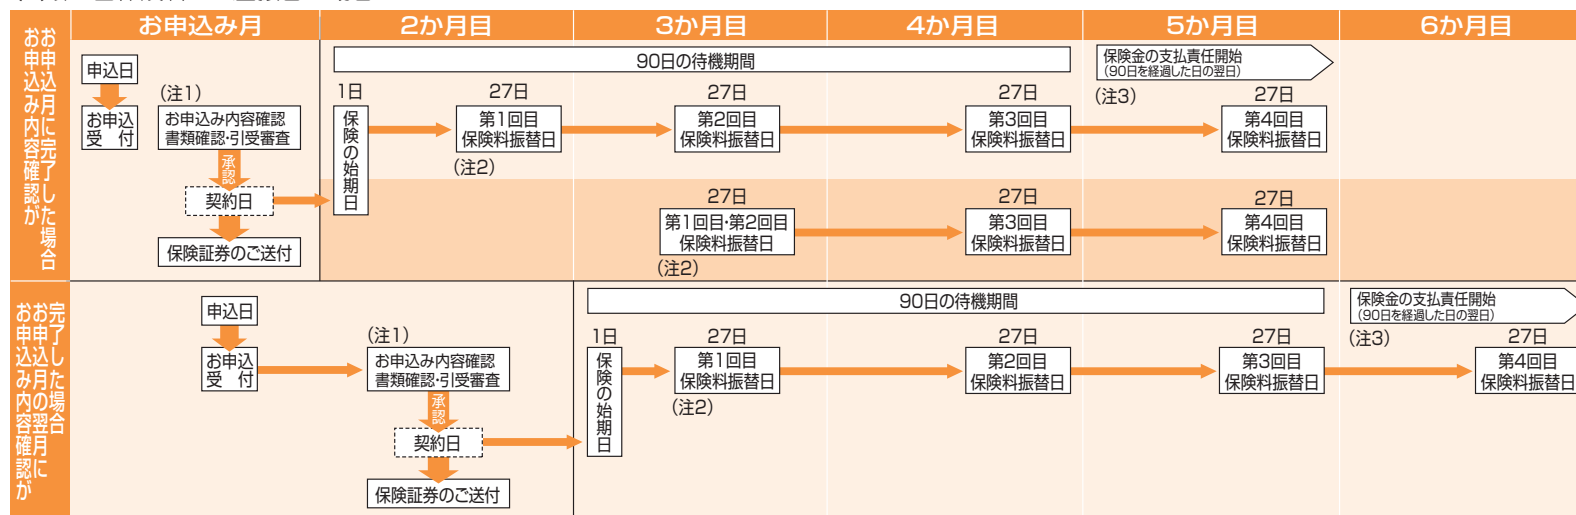 お申込み月
2か月目
3か月目
4か月目
5か月目
6か月目
お申込み内容確認が
お申込月に完了した場合
申込日
お申込
受　付
(注1)
お申込み内容確認
書類確認・引受審査
承認
契約日
保険証券のご送付
90日の待機期間
保険金の支払責任開始
(90日を経過した日の翌日)
(注3)
1日
保険の始期日
27日
第1回目
保険料振替日
(注2)
27日
第2回目
保険料振替日
27日
第3回目
保険料振替日
27日
第4回目
保険料振替日
27日
第1回目・第2回目
保険料振替日
(注2)
27日
第3回目
保険料振替日
27日
第4回目
保険料振替日
お申込み内容確認が
お申込月の翌月に
完了した場合
申込日
お申込
受　付
(注1)
お申込み内容確認
書類確認・引受審査
承認
契約日
保険証券のご送付
90日の待機期間
保険金の支払責任開始
(90日を経過した日の翌日)
(注3)
1日
保険の始期日
27日
第1回目
保険料振替日
(注2)
27日
第2回目
保険料振替日
27日
第3回目
保険料振替日
27日
第4回目
保険料振替日